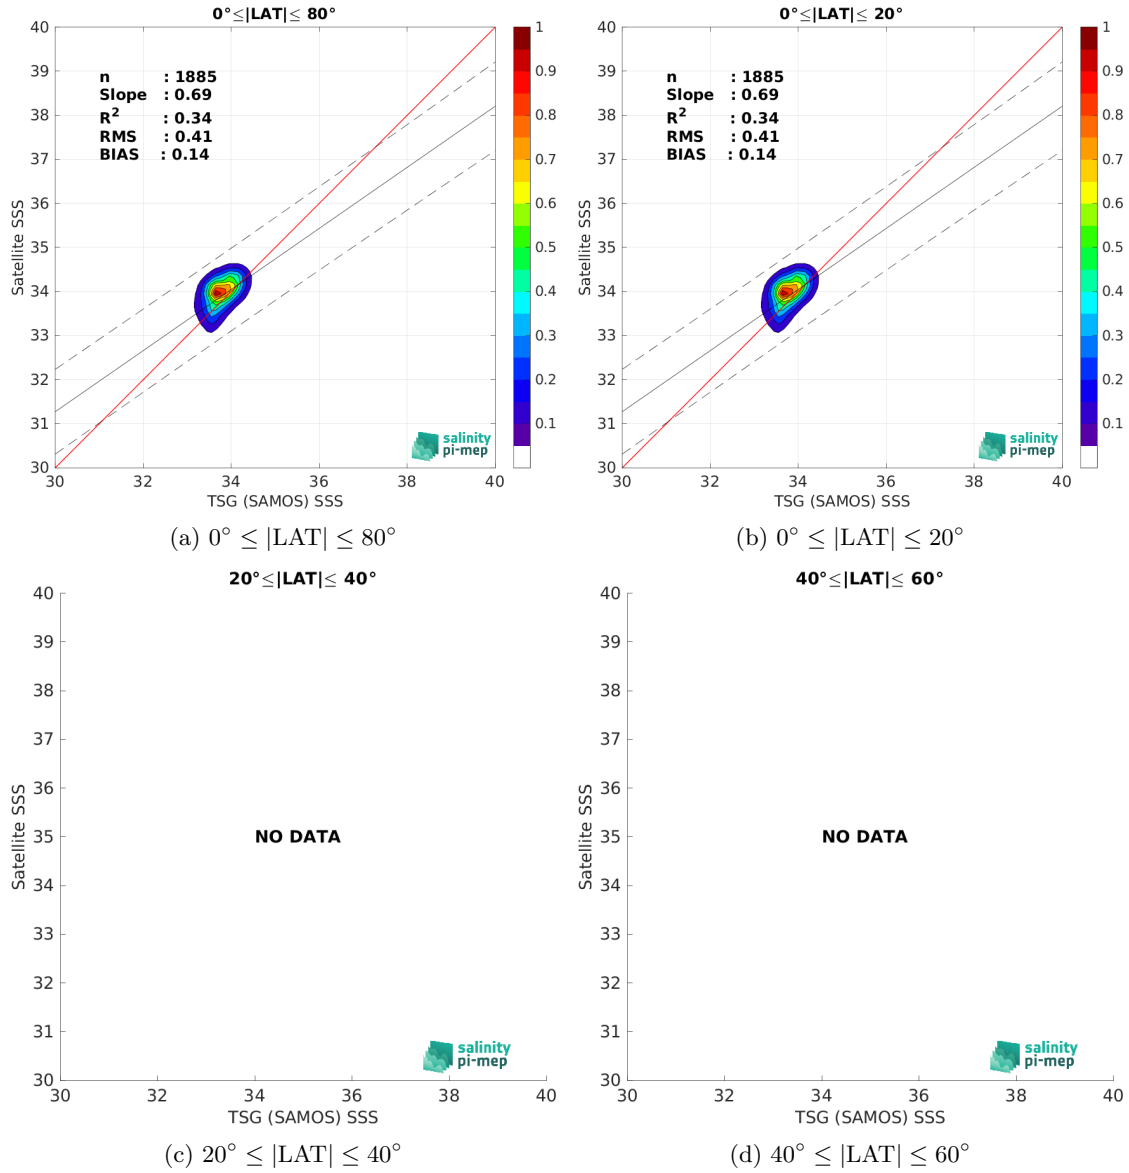 0°≤|LAT|≤ 80°
40
39
38
37
36
35
34
33
32
31
30
Satellite SSS
n : 1885
Slope : 0.69
R² : 0.34
RMS : 0.41
BIAS : 0.14
salinity
pi-mep
30 32 34 36 38 40
TSG (SAMOS) SSS
1
0.9
0.8
0.7
0.6
0.5
0.4
0.3
0.2
0.1
(a) 0° ≤ |LAT| ≤ 80°
0°≤|LAT|≤ 20°
40
39
38
37
36
35
34
33
32
31
30
Satellite SSS
n : 1885
Slope : 0.69
R² : 0.34
RMS : 0.41
BIAS : 0.14
salinity
pi-mep
30 32 34 36 38 40
TSG (SAMOS) SSS
1
0.9
0.8
0.7
0.6
0.5
0.4
0.3
0.2
0.1
(b) 0° ≤ |LAT| ≤ 20°
20°≤|LAT|≤ 40°
40
39
38
37
36
35
34
33
32
31
30
Satellite SSS
NO DATA
salinity
pi-mep
30 32 34 36 38 40
TSG (SAMOS) SSS
(c) 20° ≤ |LAT| ≤ 40°
40°≤|LAT|≤ 60°
40
39
38
37
36
35
34
33
32
31
30
Satellite SSS
NO DATA
salinity
pi-mep
30 32 34 36 38 40
TSG (SAMOS) SSS
(d) 40° ≤ |LAT| ≤ 60°